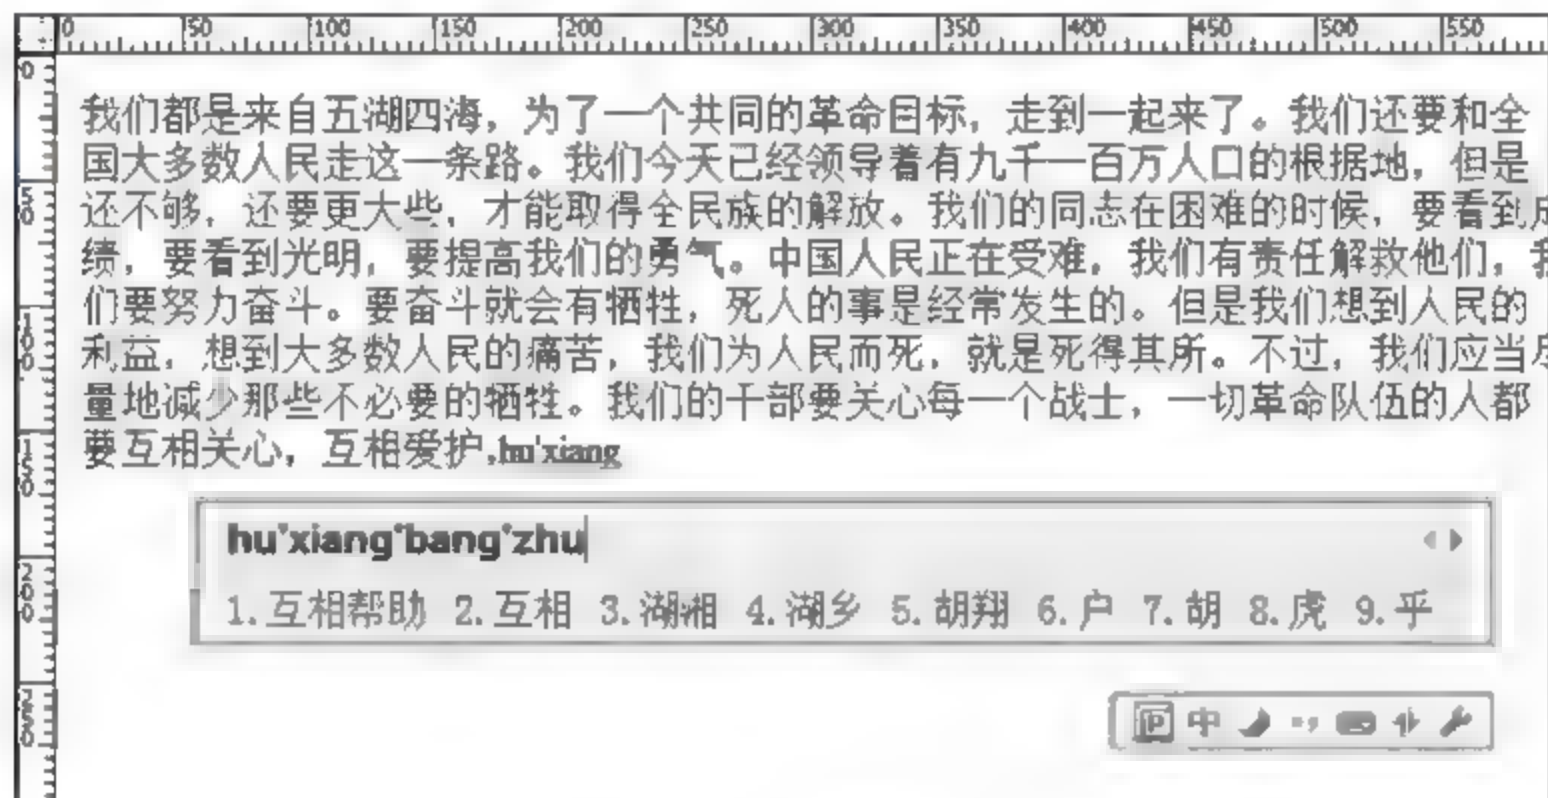 0 50 100 150 200 250 300 350 400 450 500 550
0
我们都是来自五湖四海，为了一个共同的革命目标，走到一起来了。我们还要和全
国大多数人民走这一条路。我们今天已经领导着有九千一百万人口的根据地，但是
50
还不够，还要更大些，才能取得全民族的解放。我们的同志在困难的时候，要看到
绩，要看到光明，要提高我们的勇气。中国人民正在受难，我们有责任解救他们，
100
们要努力奋斗。要奋斗就会有牺牲，死人的事是经常发生的。但是我们想到人民的
利益，想到大多数人民的痛苦，我们为人民而死，就是死得其所。不过，我们应当
量地减少那些不必要的牺牲。我们的干部要关心每一个战士，一切革命队伍的人都
150
要互相关心，互相爱护,hu'xiang
hu'xiang'bang'zhu
200
1.互相帮助 2.互相 3.湖湘 4.湖乡 5.胡翔 6.户 7.胡 8.虎 9.乎
250
中